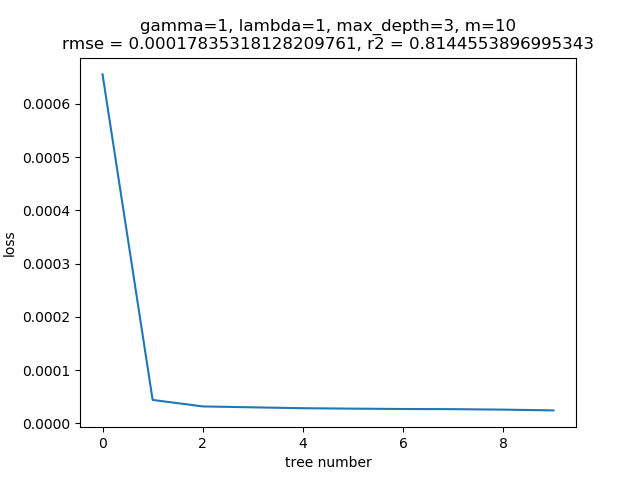 gamma=1, lambda=1, max_depth=3, m=10
rmse = 0.00017835318128209761, r2 = 0.8144553896995343
0.0006
0.0005
0.0004
0.0003
0.0002
0.0001
0.0000
loss
0 2 4 6 8
tree number